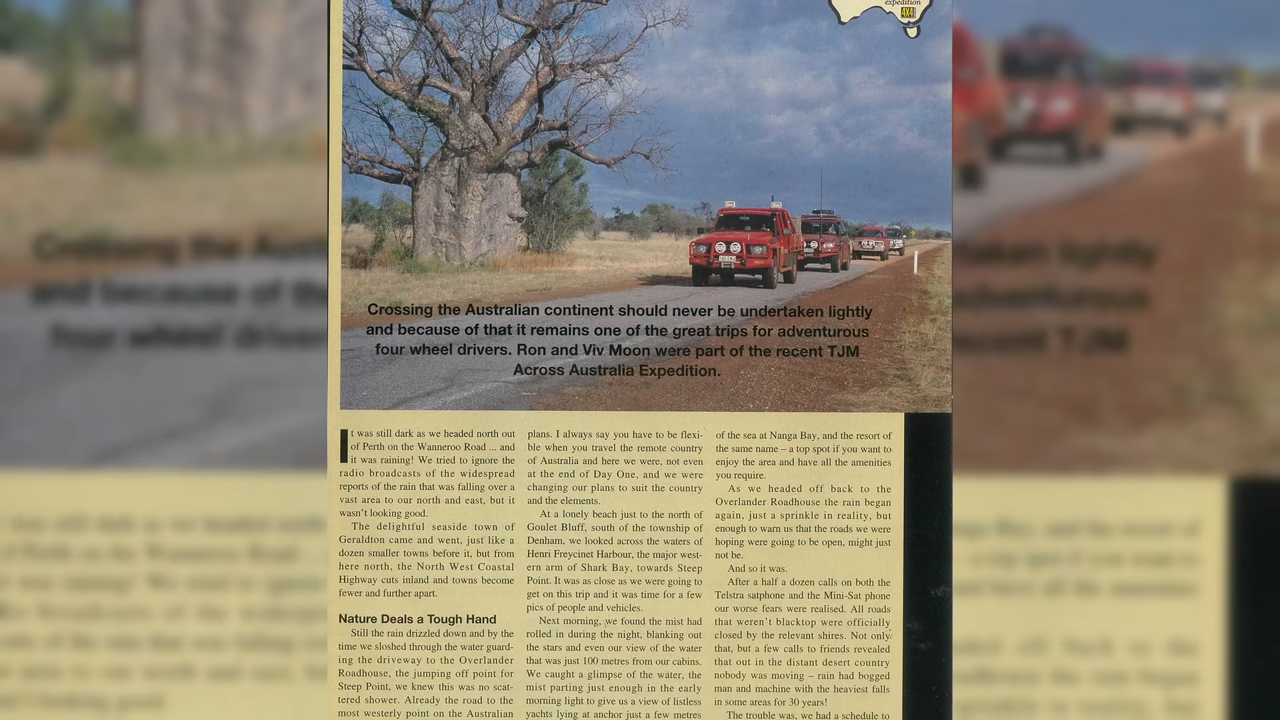 expedition
4X4
Crossing the Australian continent should never be undertaken lightly
and because of that it remains one of the great trips for adventurous
four wheel drivers. Ron and Viv Moon were part of the recent TJM
Across Australia Expedition.
It was still dark as we headed north out
of Perth on the Wanneroo Road ... and
it was raining! We tried to ignore the
radio broadcasts of the widespread
reports of the rain that was falling over a
vast area to our north and east, but it
wasn't looking good.
The delightful seaside town of
Geraldton came and went, just like a
dozen smaller towns before it, but from
here north, the North West Coastal
Highway cuts inland and towns become
fewer and further apart.
Nature Deals a Tough Hand
Still the rain drizzled down and by the
time we sloshed through the water guard-
ing the driveway to the Overlander
Roadhouse, the jumping off point for
Steep Point, we knew this was no scat-
tered shower. Already the road to the
most westerly point on the Australian
plans. I always say you have to be flexi-
ble when you travel the remote country
of Australia and here we were, not even
at the end of Day One, and we were
changing our plans to suit the country
and the elements.
At a lonely beach just to the north of
Goulet Bluff, south of the township of
Denham, we looked across the waters of
Henri Freycinet Harbour, the major west-
ern arm of Shark Bay, towards Steep
Point. It was as close as we were going to
get on this trip and it was time for a few
pics of people and vehicles.
Next morning, we found the mist had
rolled in during the night, blanking out
the stars and even our view of the water
that was just 100 metres from our cabins.
We caught a glimpse of the water, the
mist parting just enough in the early
morning light to give us a view of listless
yachts lying at anchor just a few metres
of the sea at Nanga Bay, and the resort of
the same name – a top spot if you want to
enjoy the area and have all the amenities
you require.
As we headed off back to the
Overlander Roadhouse the rain began
again, just a sprinkle in reality, but
enough to warn us that the roads we were
hoping were going to be open, might just
not be.
And so it was.
After a half a dozen calls on both the
Telstra satphone and the Mini-Sat phone
our worse fears were realised. All roads
that weren't blacktop were officially
closed by the relevant shires. Not only
that, but a few calls to friends revealed
that out in the distant desert country
nobody was moving – rain had bogged
man and machine with the heaviest falls
in some areas for 30 years!
The trouble was, we had a schedule to